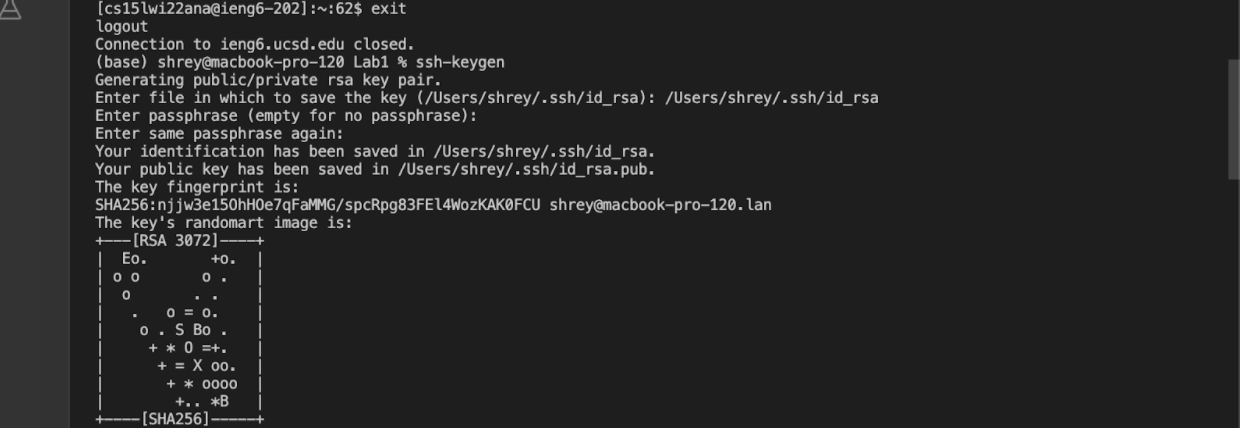 [cs15lwi22ana@ieng6-202]:~:62$ exit
logout
Connection to ieng6.ucsd.edu closed.
(base) shrey@macbook-pro-120 Lab1 % ssh-keygen
Generating public/private rsa key pair.
Enter file in which to save the key (/Users/shrey/.ssh/id_rsa): /Users/shrey/.ssh/id_rsa
Enter passphrase (empty for no passphrase):
Enter same passphrase again:
Your identification has been saved in /Users/shrey/.ssh/id_rsa.
Your public key has been saved in /Users/shrey/.ssh/id_rsa.pub.
The key fingerprint is:
SHA256:njjw3e15OhHOe7qFaMMG/spcRpg83FEl4WozKAK0FCU shrey@macbook-pro-120.lan
The key's randomart image is:
+---[RSA 3072]----+
|  Eo.       +o.  |
| o o       o .   |
|  o       . .    |
|   .   o = o.    |
|    o . S Bo .   |
|     + * O =+.   |
|      + = X oo.  |
|       + * oooo  |
|        +.. *B   |
+----[SHA256]-----+